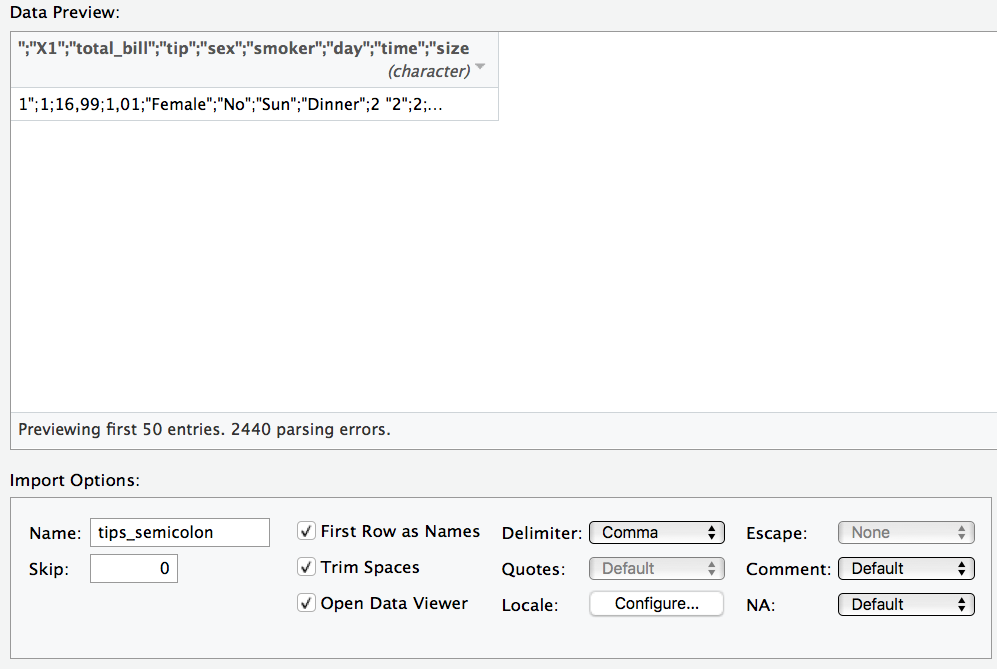 Data Preview:
";"X1";"total_bill";"tip";"sex";"smoker";"day";"time";"size
(character)
1";1;16,99;1,01;"Female";"No";"Sun";"Dinner";2 "2";2;...
Previewing first 50 entries. 2440 parsing errors.
Import Options:
Name: tips_semicolon First Row as Names Delimiter: Comma Escape: None
Skip: 0 Trim Spaces Quotes: Default Comment: Default
Open Data Viewer Locale: Configure... NA: Default